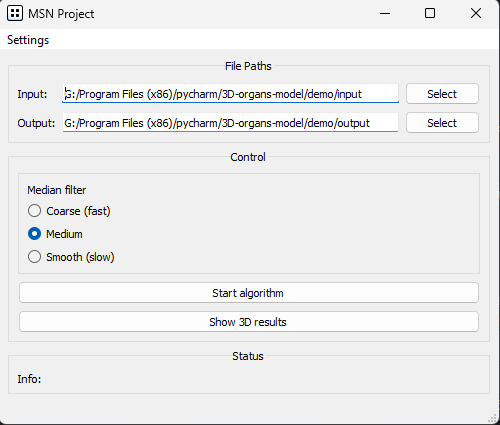 MSN Project
Settings
File Paths
Input: G:/Program Files (x86)/pycharm/3D-organs-model/demo/input Select
Output: G:/Program Files (x86)/pycharm/3D-organs-model/demo/output Select
Control
Median filter
Coarse (fast)
Medium
Smooth (slow)
Start algorithm
Show 3D results
Status
Info: